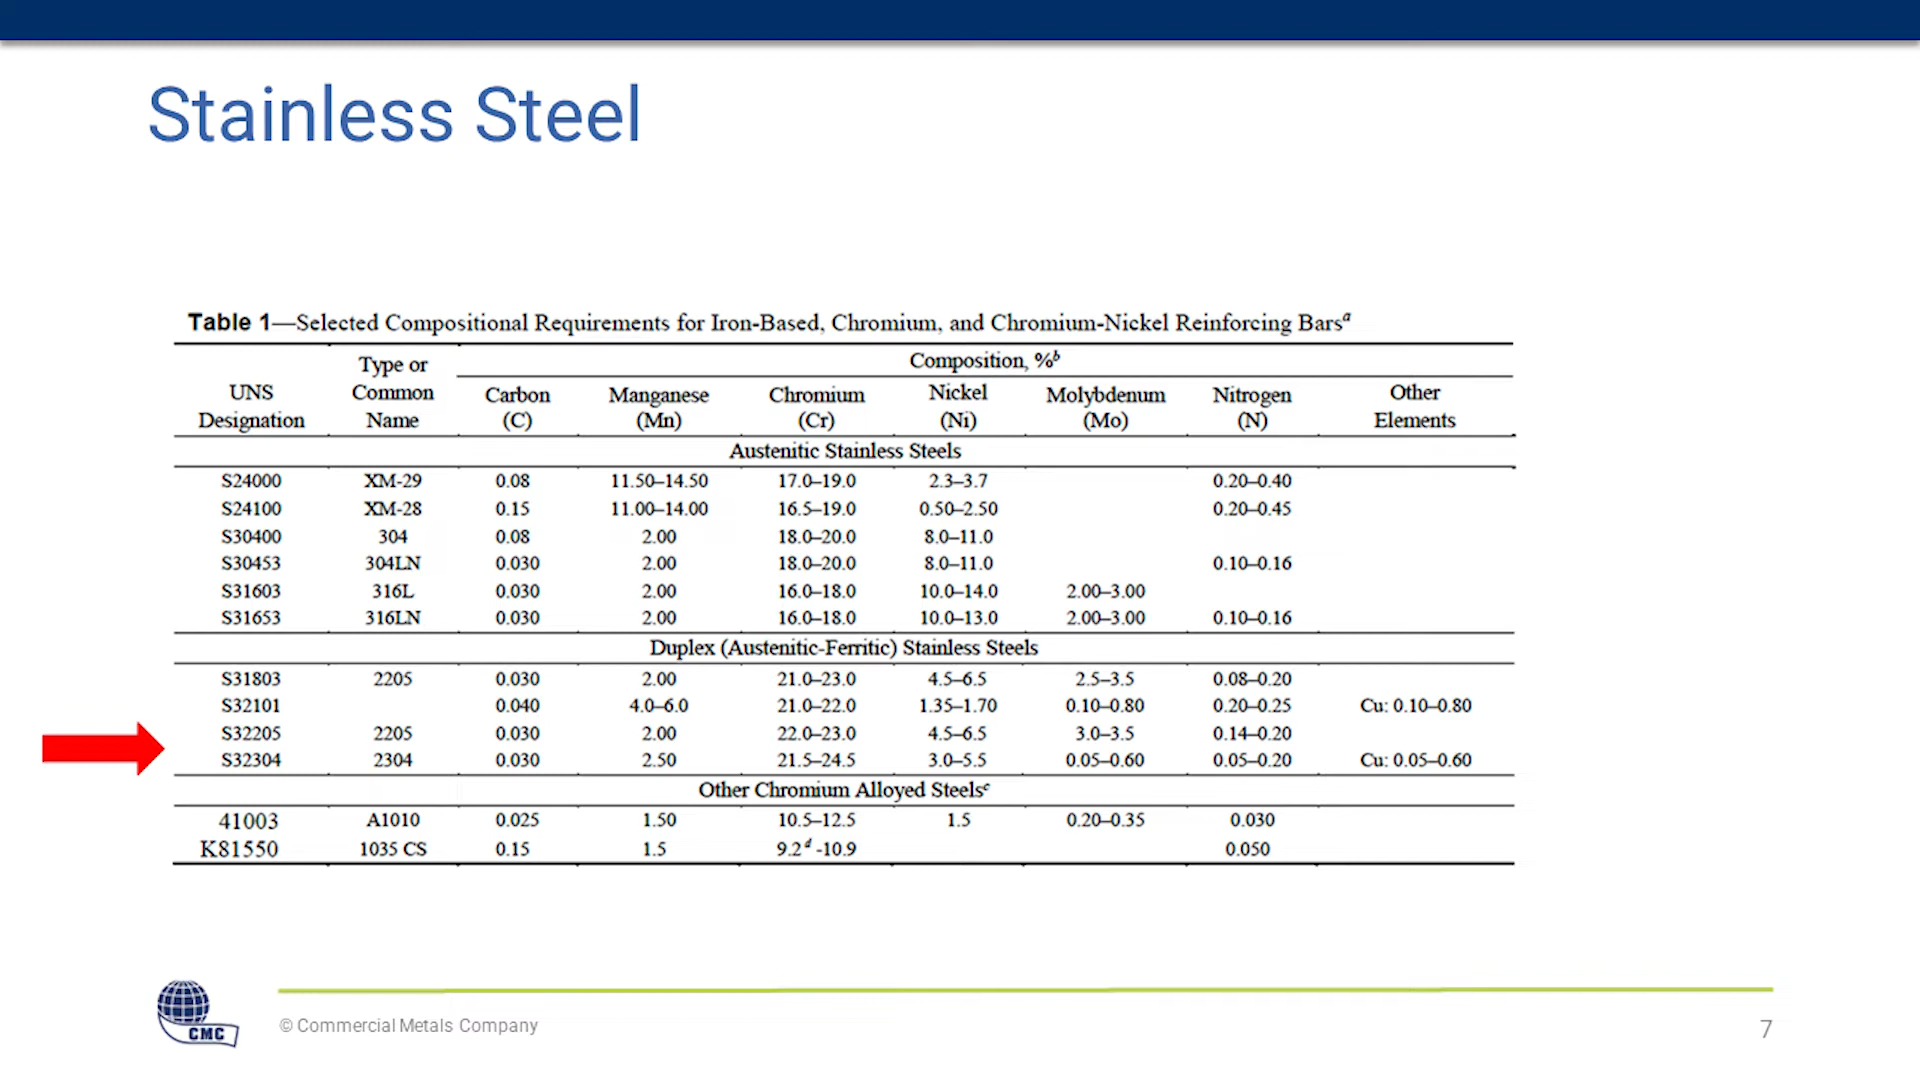 Stainless Steel
Table 1—Selected Compositional Requirements for Iron-Based, Chromium, and Chromium-Nickel Reinforcing Barsᵃ
UNS Designation | Type or Common Name | Composition, %ᵇ
Carbon (C) | Manganese (Mn) | Chromium (Cr) | Nickel (Ni) | Molybdenum (Mo) | Nitrogen (N) | Other Elements
Austenitic Stainless Steels
S24000 XM-29 0.08 11.50–14.50 17.0–19.0 2.3–3.7 0.20–0.40
S24100 XM-28 0.15 11.00–14.00 16.5–19.0 0.50–2.50 0.20–0.45
S30400 304 0.08 2.00 18.0–20.0 8.0–11.0
S30453 304LN 0.030 2.00 18.0–20.0 8.0–11.0 0.10–0.16
S31603 316L 0.030 2.00 16.0–18.0 10.0–14.0 2.00–3.00
S31653 316LN 0.030 2.00 16.0–18.0 10.0–13.0 2.00–3.00 0.10–0.16
Duplex (Austenitic-Ferritic) Stainless Steels
S31803 2205 0.030 2.00 21.0–23.0 4.5–6.5 2.5–3.5 0.08–0.20
S32101 0.040 4.0–6.0 21.0–22.0 1.35–1.70 0.10–0.80 0.20–0.25 Cu: 0.10–0.80
S32205 2205 0.030 2.00 22.0–23.0 4.5–6.5 3.0–3.5 0.14–0.20
S32304 2304 0.030 2.50 21.5–24.5 3.0–5.5 0.05–0.60 0.05–0.20 Cu: 0.05–0.60
Other Chromium Alloyed Steelsᶜ
41003 A1010 0.025 1.50 10.5–12.5 1.5 0.20–0.35 0.030
K81550 1035 CS 0.15 1.5 9.2ᵈ -10.9 0.050
CMC
© Commercial Metals Company
7